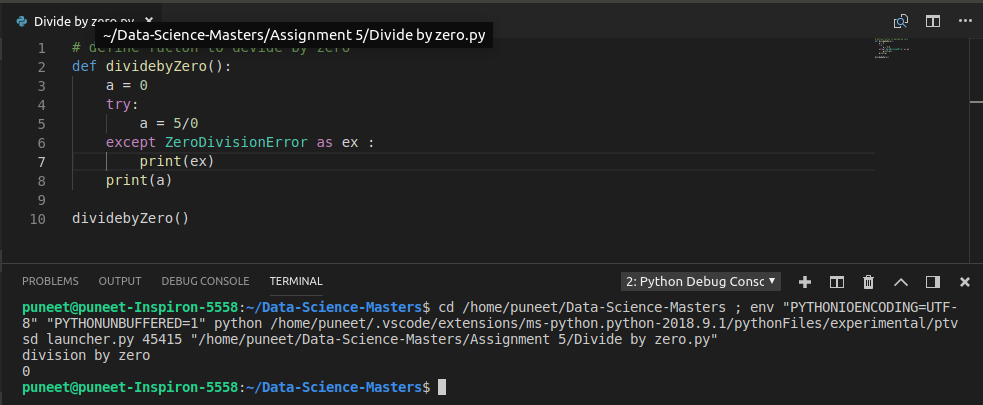 Divide by zero.py
~/Data-Science-Masters/Assignment 5/Divide by zero.py
1 # define fucton to devide by zero
2 def dividebyZero():
3 a = 0
4 try:
5 a = 5/0
6 except ZeroDivisionError as ex :
7 print(ex)
8 print(a)
9
10 dividebyZero()
PROBLEMS OUTPUT DEBUG CONSOLE TERMINAL 2: Python Debug Consc
puneet@puneet-Inspiron-5558:~/Data-Science-Masters$ cd /home/puneet/Data-Science-Masters ; env "PYTHONIOENCODING=UTF-
8" "PYTHONUNBUFFERED=1" python /home/puneet/.vscode/extensions/ms-python.python-2018.9.1/pythonFiles/experimental/ptv
sd_launcher.py 45415 "/home/puneet/Data-Science-Masters/Assignment 5/Divide by zero.py"
division by zero
0
puneet@puneet-Inspiron-5558:~/Data-Science-Masters$